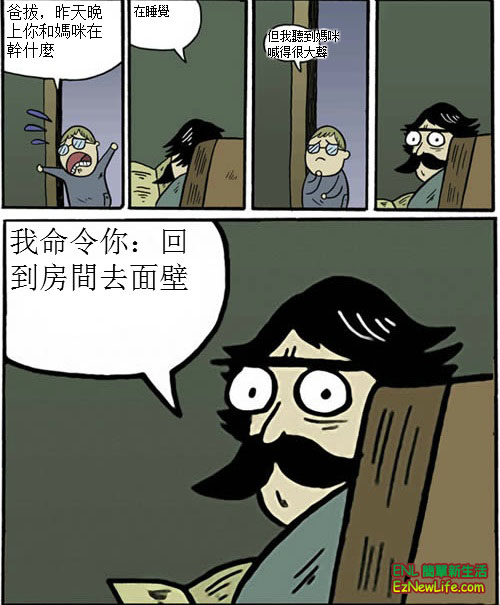 爸拔，昨天晚
上你和媽咪在
幹什麼
在睡覺
但我聽到媽咪
喊得很大聲
我命令你：回
到房間去面壁
ENL 簡單新生活
EzNewLife.com